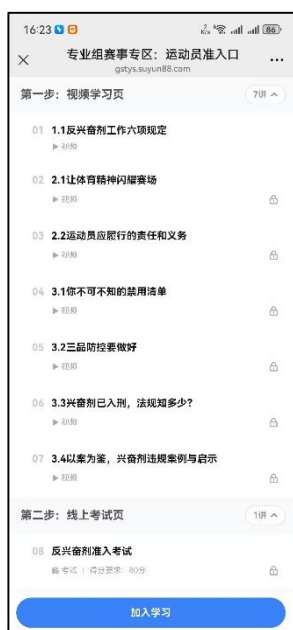 16:23
86
专业组赛事专区：运动员准入口
gstys.suyun88.com
第一步：视频学习页
7讲
01 1.1反兴奋剂工作六项规定
视频
02 2.1让体育精神闪耀赛场
视频
03 2.2运动员应履行的责任和义务
视频
04 3.1你不可不知的禁用清单
视频
05 3.2三品防控要做好
视频
06 3.3兴奋剂已入刑，法规知多少？
视频
07 3.4以案为鉴，兴奋剂违规案例与启示
视频
第二步：线上考试页
1讲
08 反兴奋剂准入考试
考试 | 得分要求：80分
加入学习